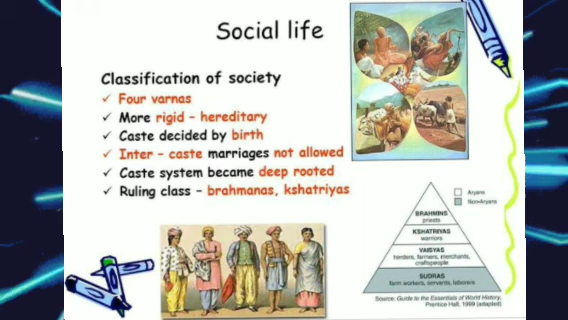 Social life
Classification of society
✓ Four varnas
✓ More rigid – hereditary
✓ Caste decided by birth
✓ Inter – caste marriages not allowed
✓ Caste system became deep rooted
✓ Ruling class – brahmanas, kshatriyas
Aryans
Non-Aryans
BRAHMINS
priests
KSHATRIYAS
warriors
VAISYAS
herders, farmers, merchants,
craftspeople
SUDRAS
farm workers, servants, laborers
Source: Guide to the Essentials of World History,
Prentice Hall, 1999 (adapted)